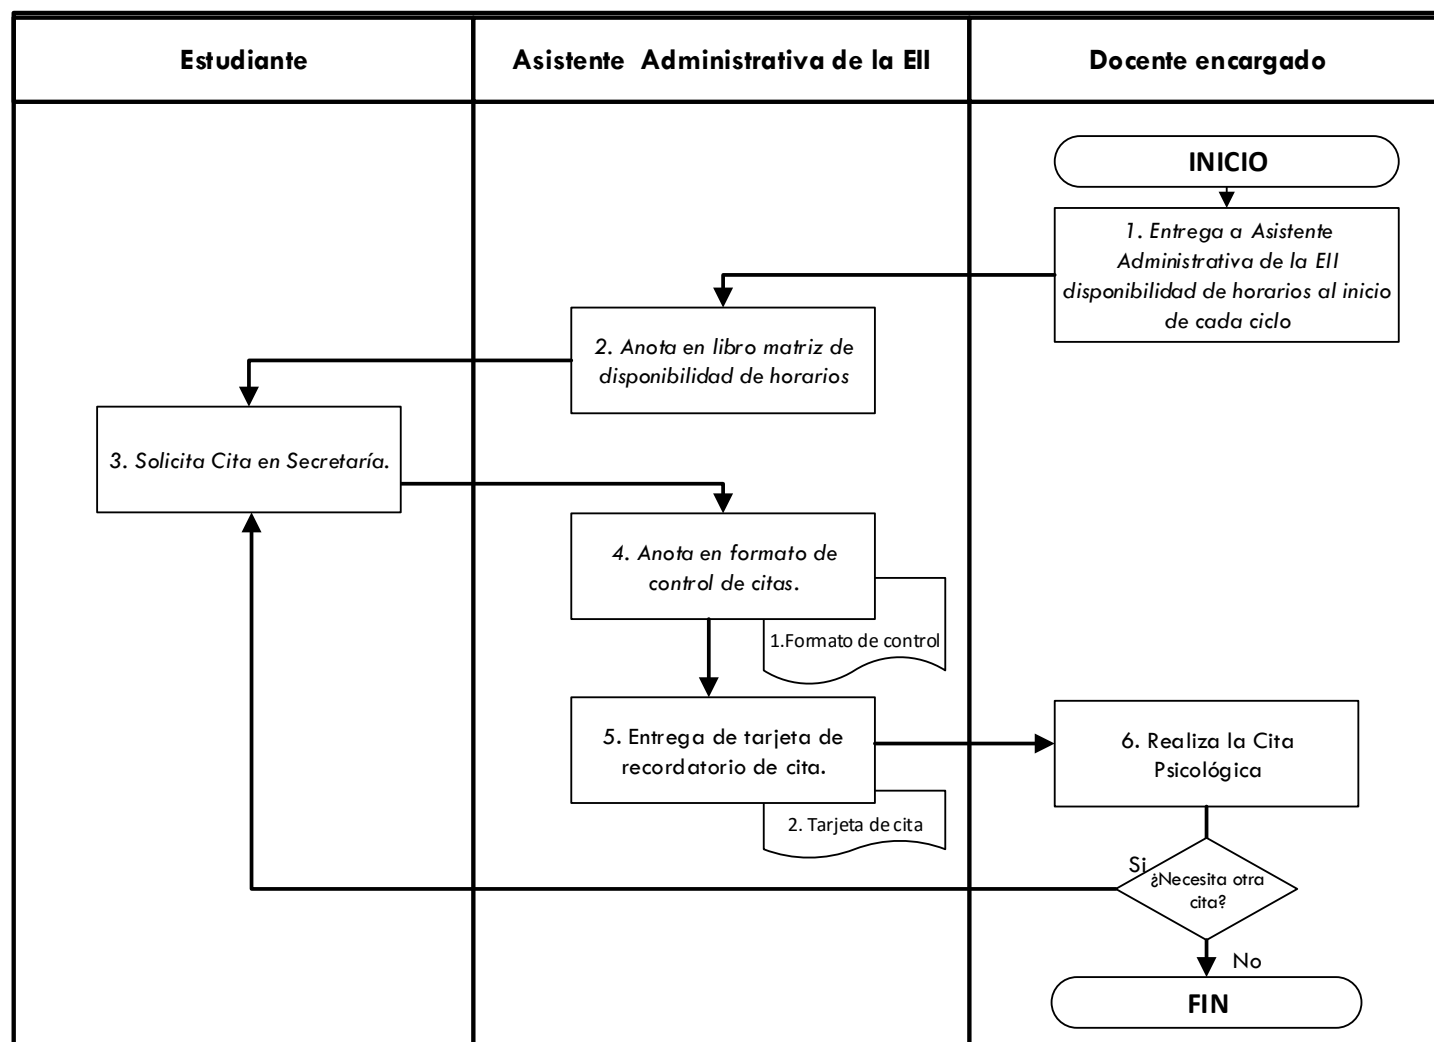 Estudiante
Asistente Administrativa de la EII
Docente encargado
INICIO
1. Entrega a Asistente
Administrativa de la EII
disponibilidad de horarios al inicio
de cada ciclo
2. Anota en libro matriz de
disponibilidad de horarios
3. Solicita Cita en Secretaría.
4. Anota en formato de
control de citas.
1.Formato de control
5. Entrega de tarjeta de
recordatorio de cita.
2. Tarjeta de cita
6. Realiza la Cita
Psicológica
Si
¿Necesita otra
cita?
No
FIN